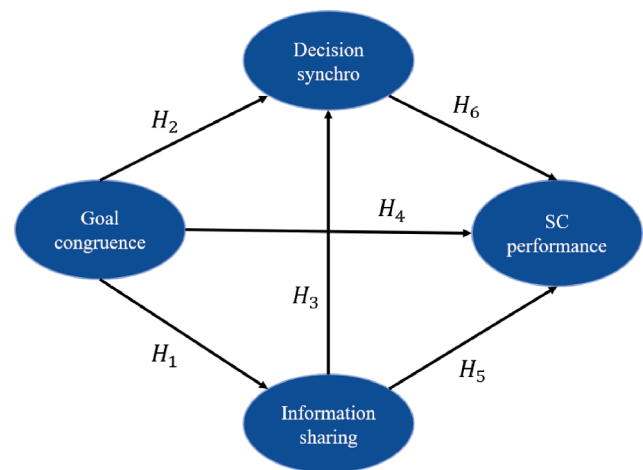 Decision
synchro
H₂
H₆
Goal
congruence
H₄
SC
performance
H₃
H₁
H₅
Information
sharing